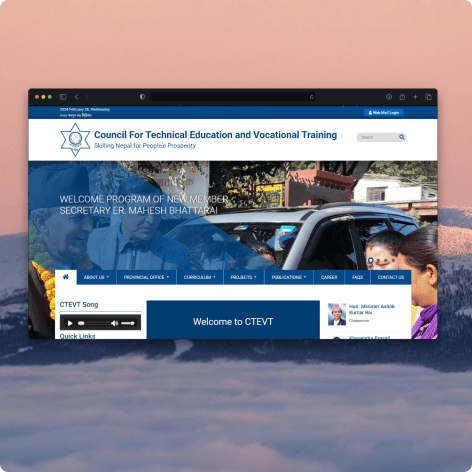 2024 February 28, Wednesday
Web Mail Login
Council For Technical Education and Vocational Training
Skilling Nepal for People's Prosperity
Search
WELCOME PROGRAM OF NEW MEMBER
SECRETARY ER. MAHESH BHATTARAI
ABOUT US
PROVINCIAL OFFICE
CURRICULUM
PROJECTS
PUBLICATIONS
CAREER
FAQS
CONTACT US
CTEVT Song
Quick Links
Welcome to CTEVT
Hon. Minister Ashok
Kumar Rai
Chairperson